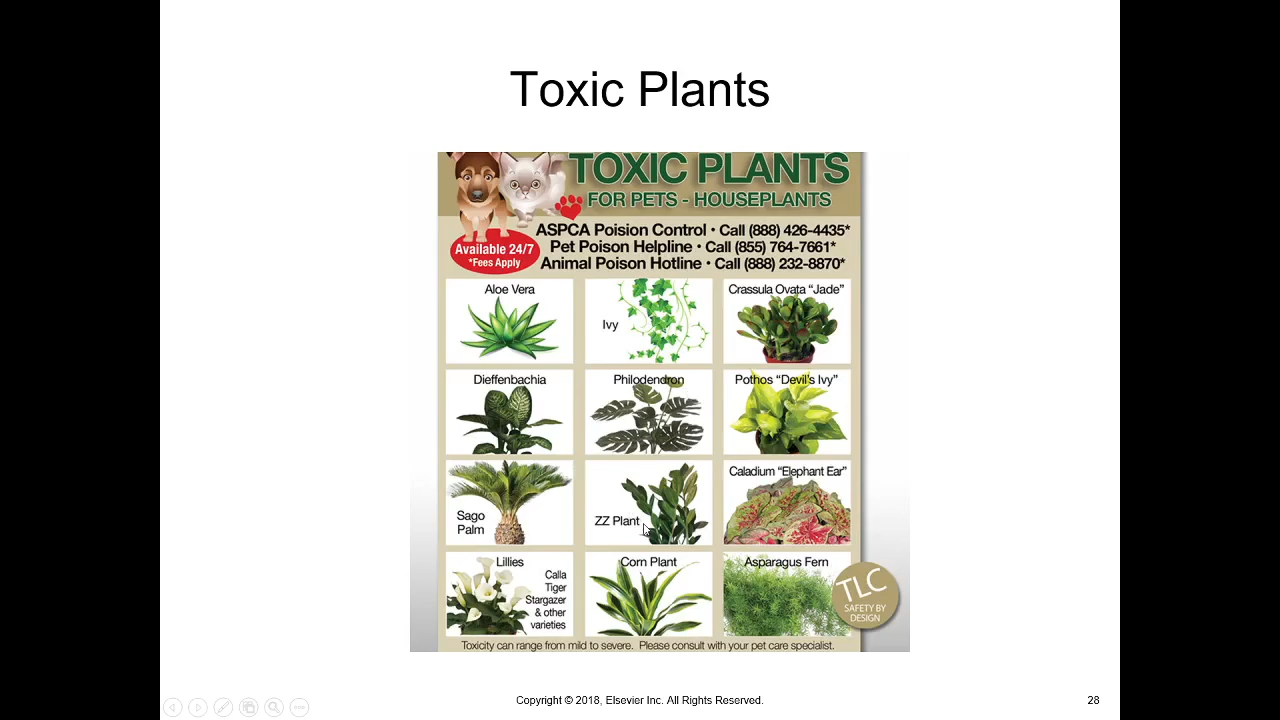 Toxic Plants
TOXIC PLANTS
FOR PETS - HOUSEPLANTS
ASPCA Poision Control • Call (888) 426-4435*
Pet Poison Helpline • Call (855) 764-7661*
Animal Poison Hotline • Call (888) 232-8870*
Available 24/7
*Fees Apply
Aloe Vera
Ivy
Crassula Ovata "Jade"
Dieffenbachia
Philodendron
Pothos "Devil's Ivy"
Sago
Palm
ZZ Plant
Caladium "Elephant Ear"
Lillies
Calla
Tiger
Stargazer
& other
varieties
Corn Plant
Asparagus Fern
TLC
SAFETY BY
DESIGN
Toxicity can range from mild to severe. Please consult with your pet care specialist.
Copyright © 2018, Elsevier Inc. All Rights Reserved.
28